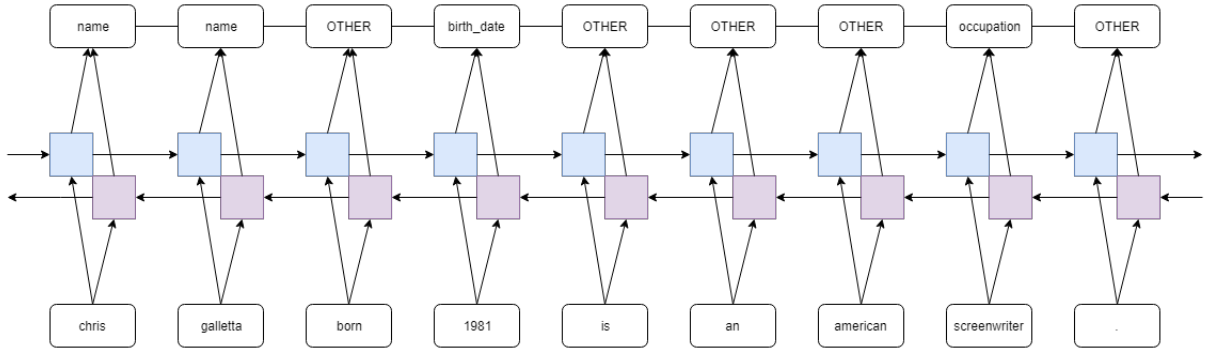 name name OTHER birth_date OTHER OTHER OTHER occupation OTHER
chris galletta born 1981 is an american screenwriter .